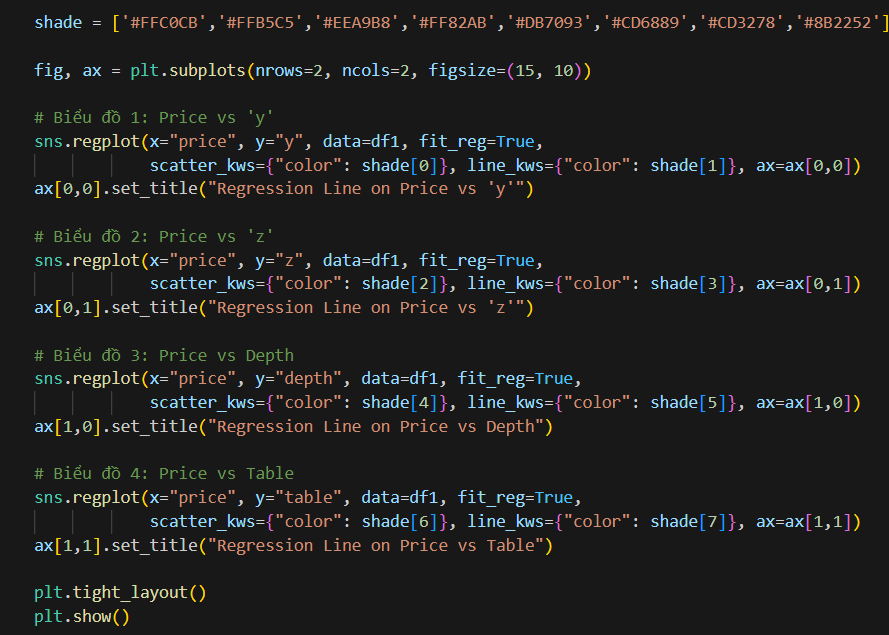 shade = ['#FFC0CB','#FFB5C5','#EEA9B8','#FF82AB','#DB7093','#CD6889','#CD3278','#8B2252']
fig, ax = plt.subplots(nrows=2, ncols=2, figsize=(15, 10))
# Biểu đồ 1: Price vs 'y'
sns.regplot(x="price", y="y", data=df1, fit_reg=True,
            scatter_kws={"color": shade[0]}, line_kws={"color": shade[1]}, ax=ax[0,0])
ax[0,0].set_title("Regression Line on Price vs 'y'")
# Biểu đồ 2: Price vs 'z'
sns.regplot(x="price", y="z", data=df1, fit_reg=True,
            scatter_kws={"color": shade[2]}, line_kws={"color": shade[3]}, ax=ax[0,1])
ax[0,1].set_title("Regression Line on Price vs 'z'")
# Biểu đồ 3: Price vs Depth
sns.regplot(x="price", y="depth", data=df1, fit_reg=True,
            scatter_kws={"color": shade[4]}, line_kws={"color": shade[5]}, ax=ax[1,0])
ax[1,0].set_title("Regression Line on Price vs Depth")
# Biểu đồ 4: Price vs Table
sns.regplot(x="price", y="table", data=df1, fit_reg=True,
            scatter_kws={"color": shade[6]}, line_kws={"color": shade[7]}, ax=ax[1,1])
ax[1,1].set_title("Regression Line on Price vs Table")
plt.tight_layout()
plt.show()